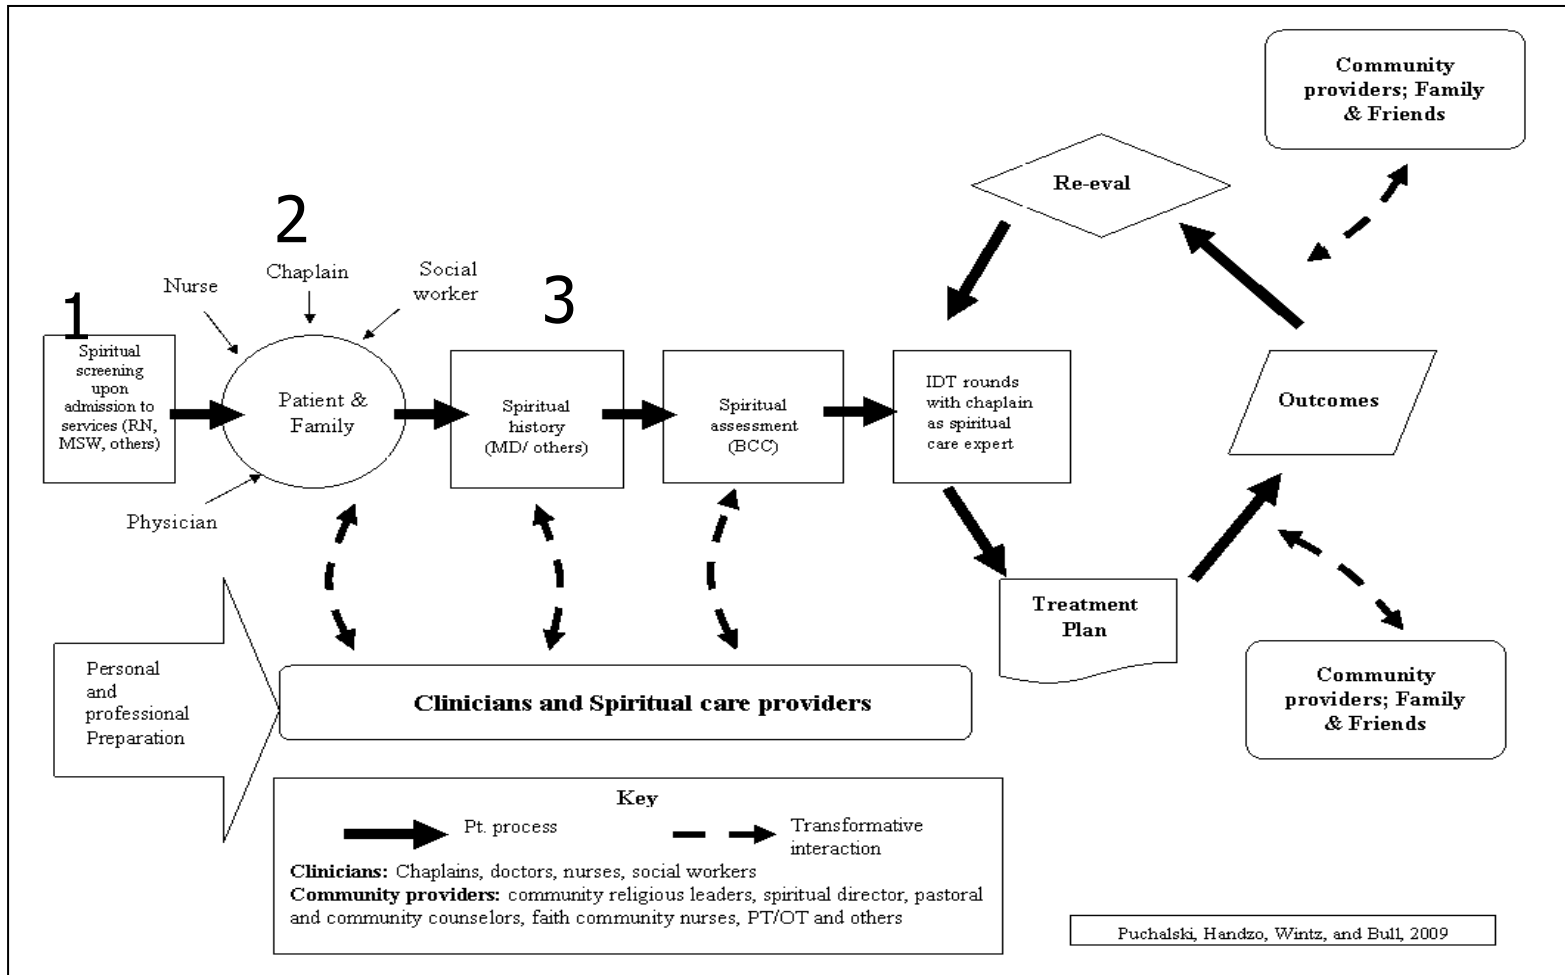 1
Spiritual
screening
upon
admission to
services (RN,
MSW, others)
2
Nurse
Chaplain
Social
worker
Physician
Patient &
Family
3
Spiritual
history
(MD/ others)
Spiritual
assessment
(BCC)
IDT rounds
with chaplain
as spiritual
care expert
Re-eval
Community
providers; Family
& Friends
Outcomes
Treatment
Plan
Community
providers; Family
& Friends
Personal
and
professional
Preparation
Clinicians and Spiritual care providers
Key
Pt. process
Transformative
interaction
Clinicians: Chaplains, doctors, nurses, social workers
Community providers: community religious leaders, spiritual director, pastoral
and community counselors, faith community nurses, PT/OT and others
Puchalski, Handzo, Wintz, and Bull, 2009